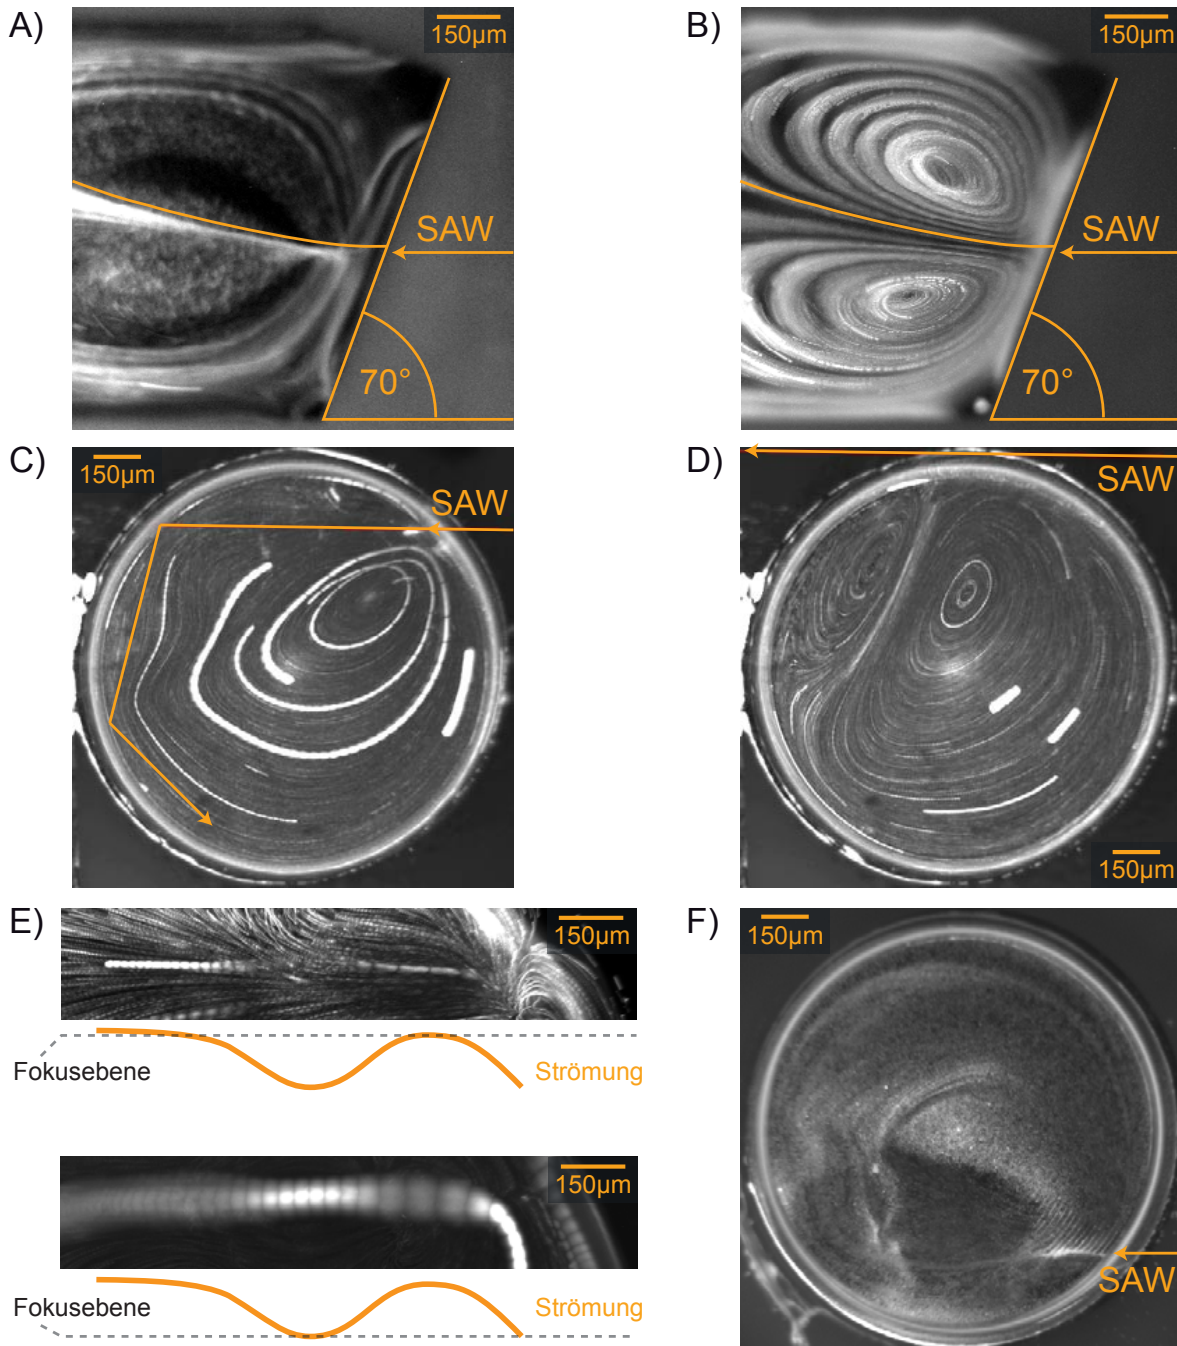 A)
150µm
SAW
70°
B)
150µm
SAW
70°
C)
150µm
SAW
D)
SAW
150µm
E)
150µm
Fokusebene
Strömung
150µm
Fokusebene
Strömung
F)
150µm
SAW